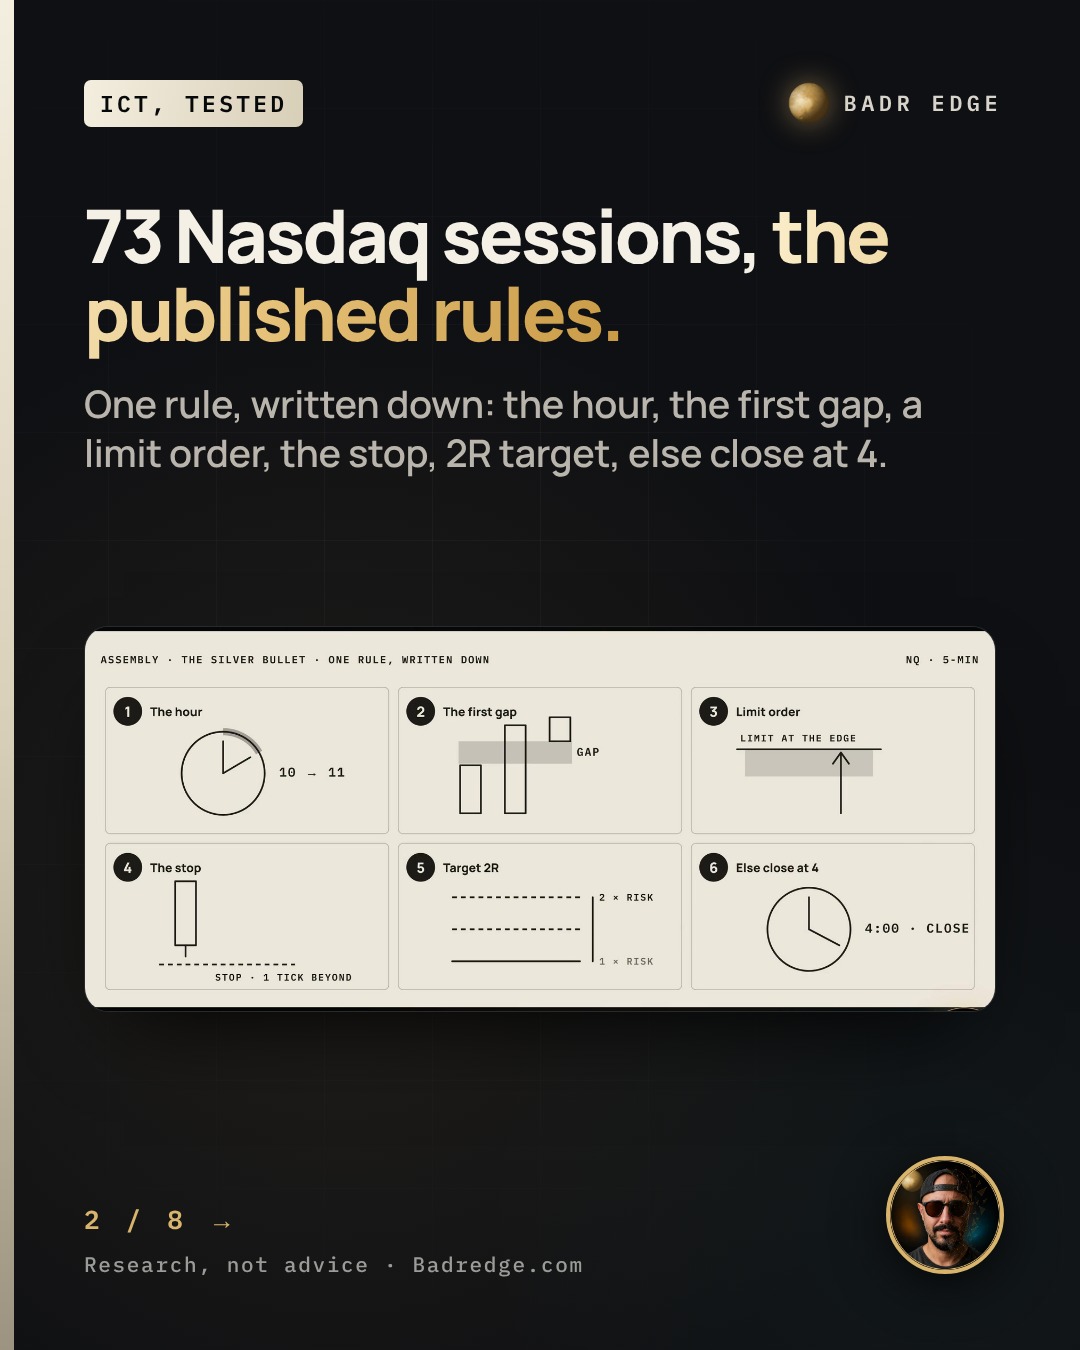 ICT, TESTED
BADR EDGE
73 Nasdaq sessions, the
published rules.
One rule, written down: the hour, the first gap, a
limit order, the stop, 2R target, else close at 4.
ASSEMBLY · THE SILVER BULLET · ONE RULE, WRITTEN DOWN
NQ · 5-MIN
1 The hour
10 → 11
2 The first gap
GAP
3 Limit order
LIMIT AT THE EDGE
4 The stop
STOP · 1 TICK BEYOND
5 Target 2R
2 × RISK
1 × RISK
6 Else close at 4
4:00 · CLOSE
2 / 8 →
Research, not advice · Badredge.com